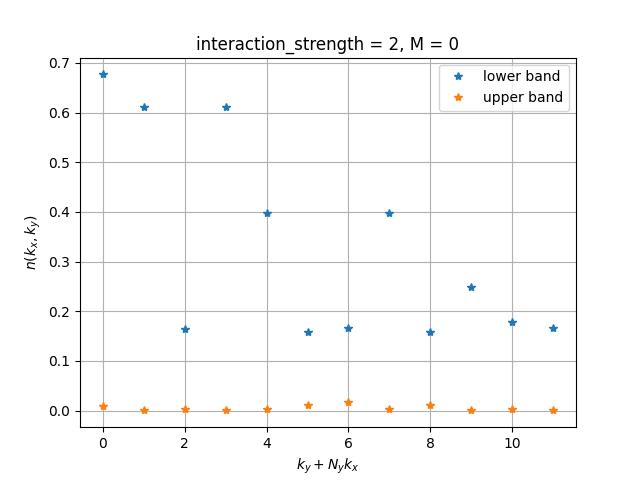 interaction_strength = 2, M = 0
lower band
upper band
0.7
0.6
0.5
0.4
0.3
0.2
0.1
0.0
n(k_x, k_y)
0 2 4 6 8 10
k_y + N_y k_x